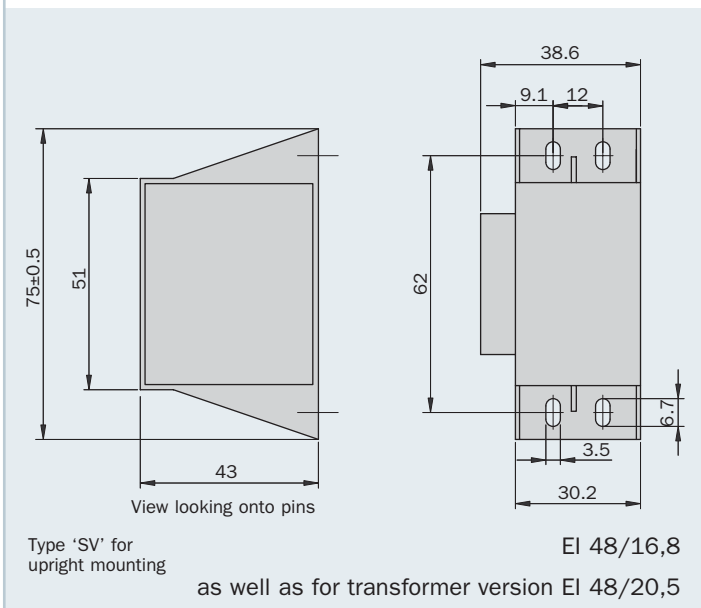 38.6
9.1 12
75±0.5
51
62
6.7
3.5
43
30.2
View looking onto pins
Type ‘SV’ for
upright mounting
EI 48/16,8
as well as for transformer version EI 48/20,5